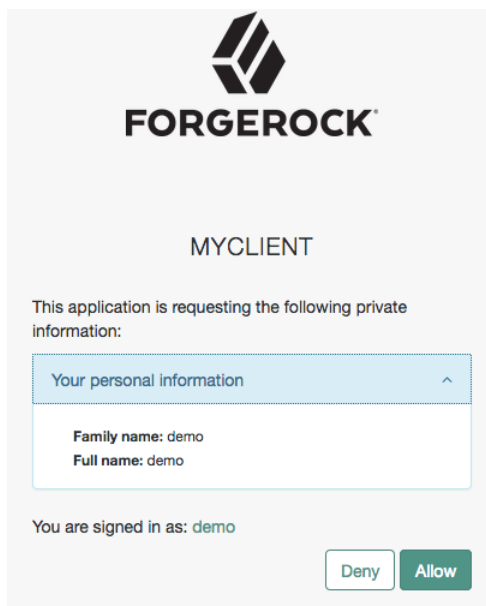 FORGEROCK
MYCLIENT
This application is requesting the following private
information:
Your personal information
Family name: demo
Full name: demo
You are signed in as: demo
Deny Allow